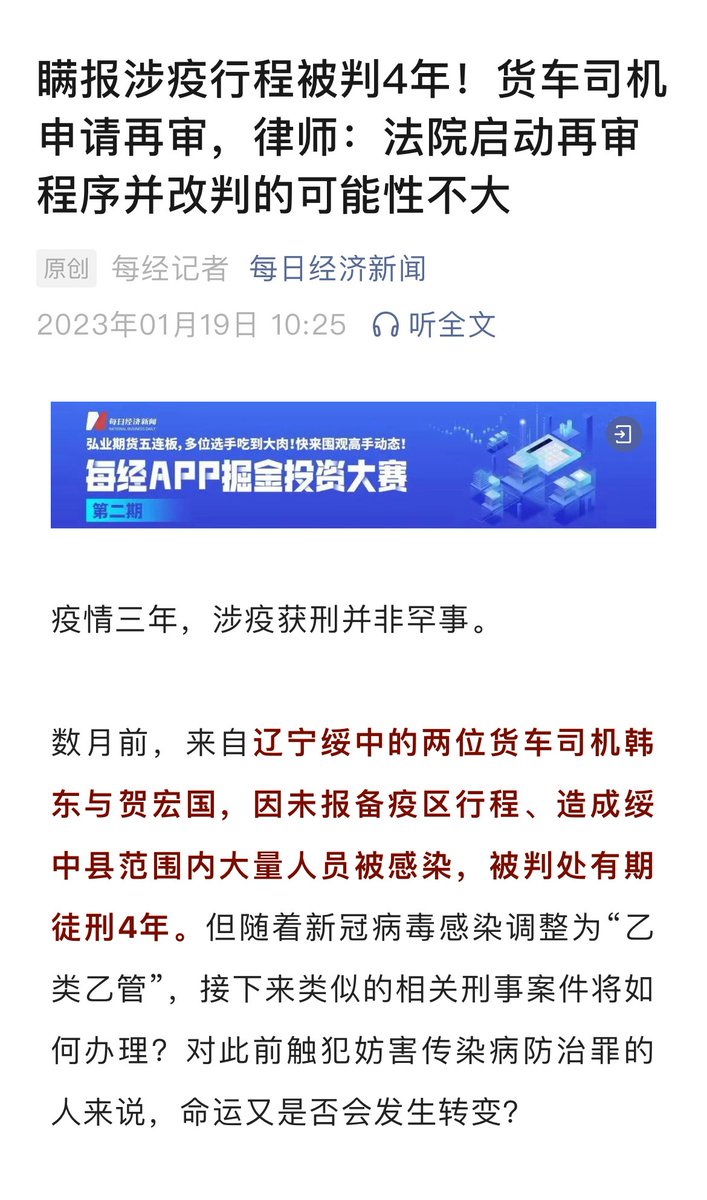 瞒报涉疫行程被判4年！货车司机
申请再审，律师：法院启动再审
程序并改判的可能性不大
原创 每经记者 每日经济新闻
2023年01月19日 10:25 听全文
每日经济新闻
NATIONAL BUSINESS DAILY
弘业期货五连板,多位选手吃到大肉!快来围观高手动态!
每经APP掘金投资大赛
第二期
疫情三年，涉疫获刑并非罕事。
数月前，来自辽宁绥中的两位货车司机韩
东与贺宏国，因未报备疫区行程、造成绥
中县范围内大量人员被感染，被判处有期
徒刑4年。但随着新冠病毒感染调整为“乙
类乙管”，接下来类似的相关刑事案件将如
何办理？对此前触犯妨害传染病防治罪的
人来说，命运又是否会发生转变？